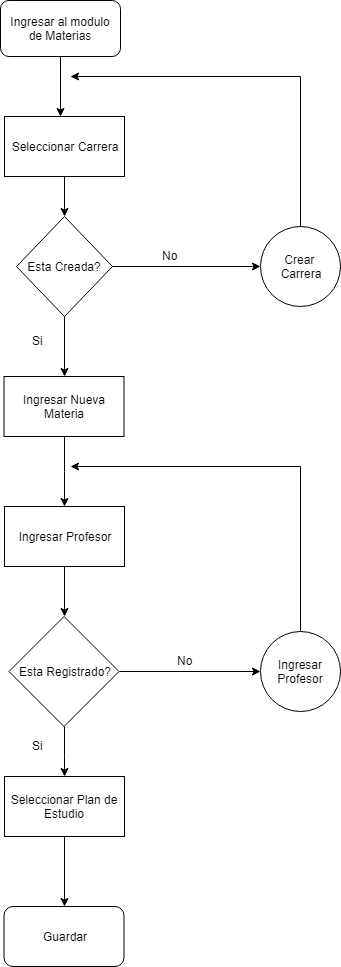 Ingresar al modulo
de Materias
Seleccionar Carrera
Esta Creada?
No
Crear
Carrera
Si
Ingresar Nueva
Materia
Ingresar Profesor
Esta Registrado?
No
Ingresar
Profesor
Si
Seleccionar Plan de
Estudio
Guardar